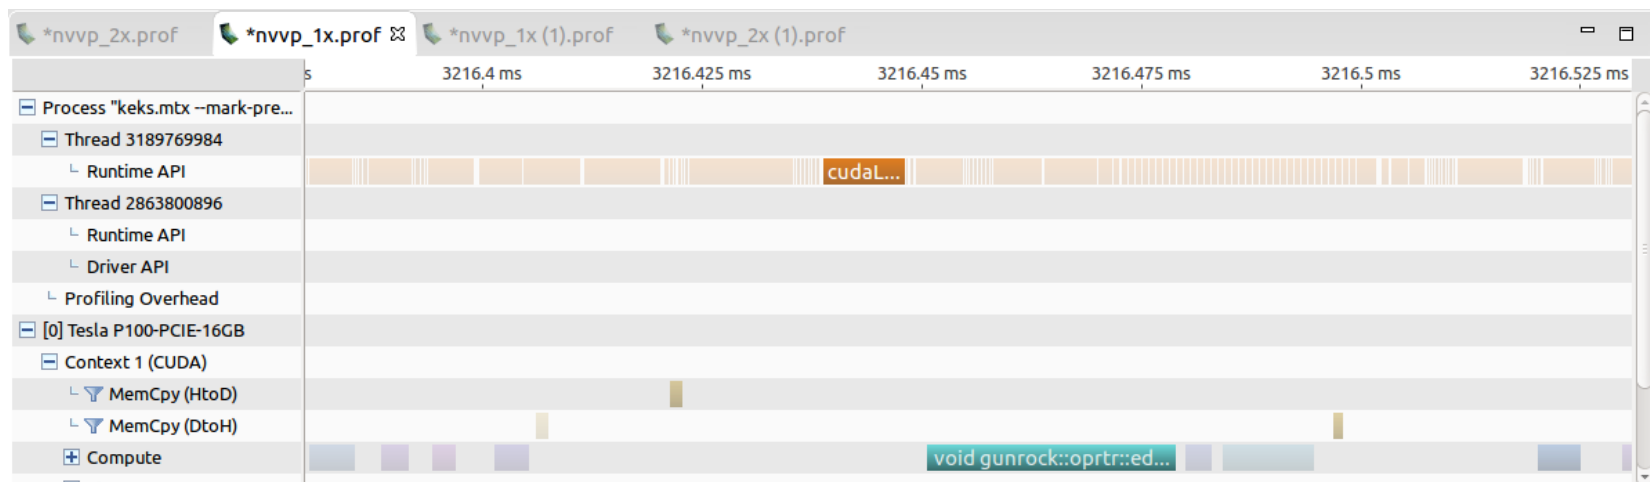 *nvvp_2x.prof *nvvp_1x.prof *nvvp_1x (1).prof *nvvp_2x (1).prof
s 3216.4 ms 3216.425 ms 3216.45 ms 3216.475 ms 3216.5 ms 3216.525 ms
Process "keks.mtx --mark-pre...
Thread 3189769984
Runtime API cudaL...
Thread 2863800896
Runtime API
Driver API
Profiling Overhead
[0] Tesla P100-PCIE-16GB
Context 1 (CUDA)
MemCpy (HtoD)
MemCpy (DtoH)
Compute void gunrock::oprtr::ed...